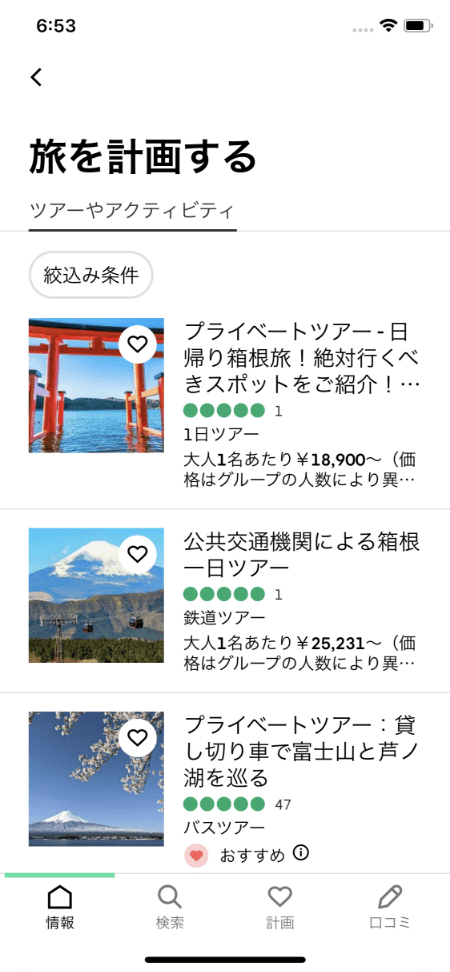 6:53
旅を計画する
ツアーやアクティビティ
絞込み条件
プライベートツアー - 日
帰り箱根旅！絶対行くべ
きスポットをご紹介！…
1
1日ツアー
大人1名あたり￥18,900～（価
格はグループの人数により異…
公共交通機関による箱根
一日ツアー
1
鉄道ツアー
大人1名あたり￥25,231～（価
格はグループの人数により異…
プライベートツアー：貸
し切り車で富士山と芦ノ
湖を巡る
47
バスツアー
おすすめ
情報
検索
計画
口コミ